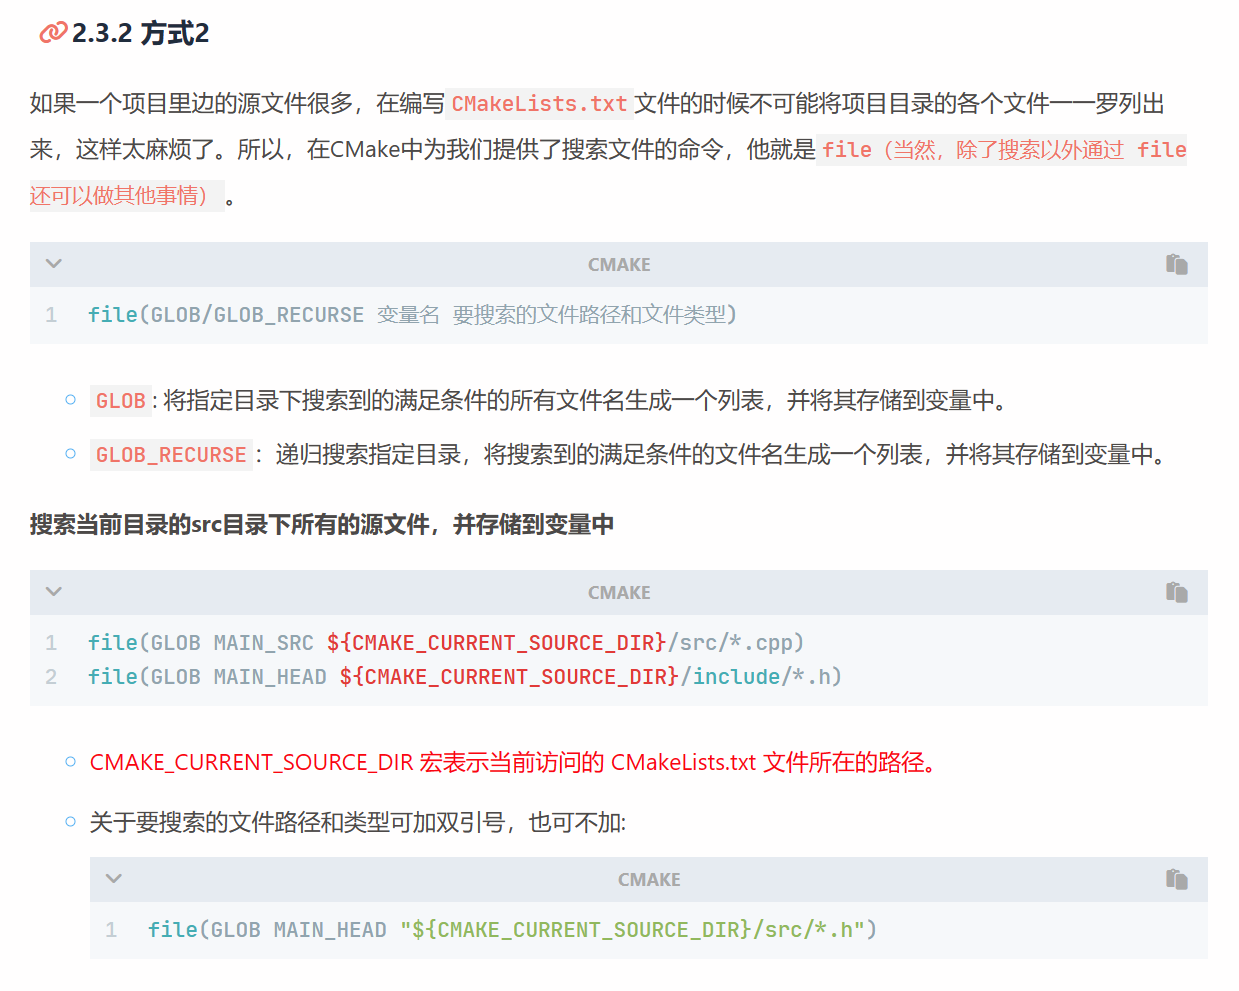 2.3.2 方式2
如果一个项目里边的源文件很多，在编写 CMakeLists.txt 文件的时候不可能将项目目录的各个文件一一罗列出
来，这样太麻烦了。所以，在CMake中为我们提供了搜索文件的命令，他就是 file（当然，除了搜索以外通过 file
还可以做其他事情）。
CMAKE
1 file(GLOB/GLOB_RECURSE 变量名 要搜索的文件路径和文件类型)
GLOB: 将指定目录下搜索到的满足条件的所有文件名生成一个列表，并将其存储到变量中。
GLOB_RECURSE：递归搜索指定目录，将搜索到的满足条件的文件名生成一个列表，并将其存储到变量中。
搜索当前目录的src目录下所有的源文件，并存储到变量中
CMAKE
1 file(GLOB MAIN_SRC ${CMAKE_CURRENT_SOURCE_DIR}/src/*.cpp)
2 file(GLOB MAIN_HEAD ${CMAKE_CURRENT_SOURCE_DIR}/include/*.h)
CMAKE_CURRENT_SOURCE_DIR 宏表示当前访问的 CMakeLists.txt 文件所在的路径。
关于要搜索的文件路径和类型可加双引号，也可不加:
CMAKE
1 file(GLOB MAIN_HEAD "${CMAKE_CURRENT_SOURCE_DIR}/src/*.h")